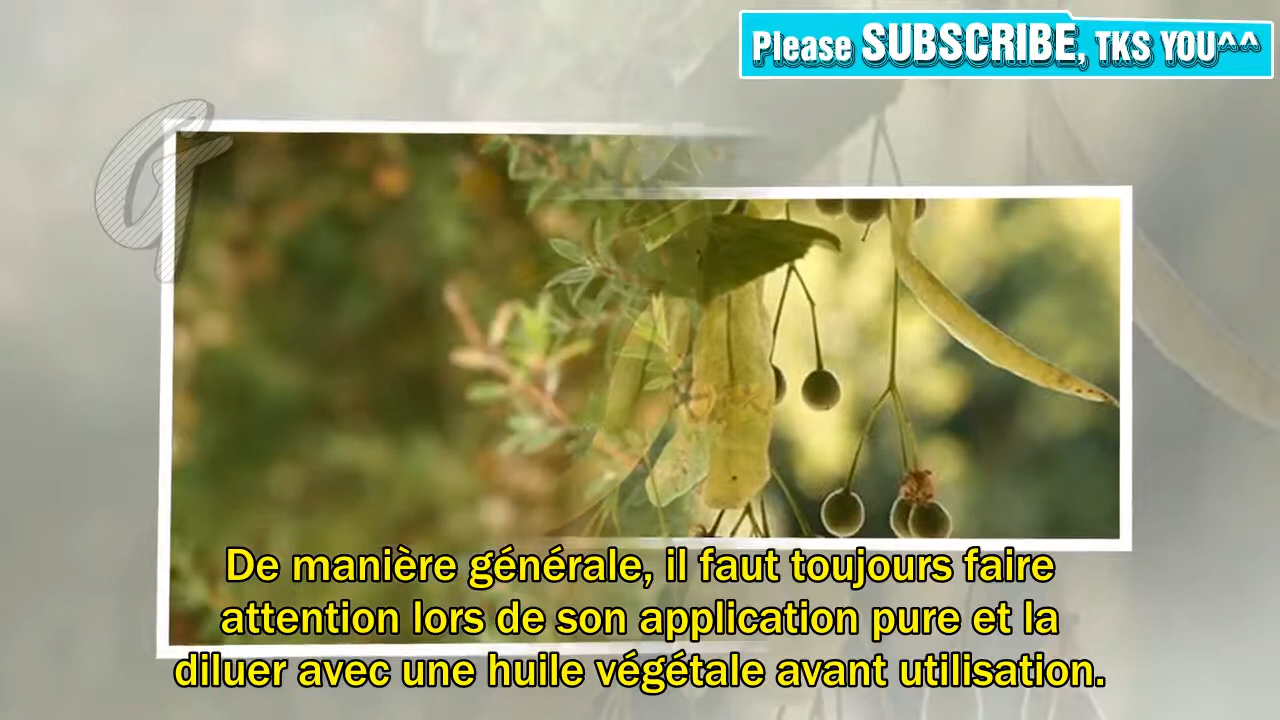 Please SUBSCRIBE, TKS YOU^^
De manière générale, il faut toujours faire
attention lors de son application pure et la
diluer avec une huile végétale avant utilisation.